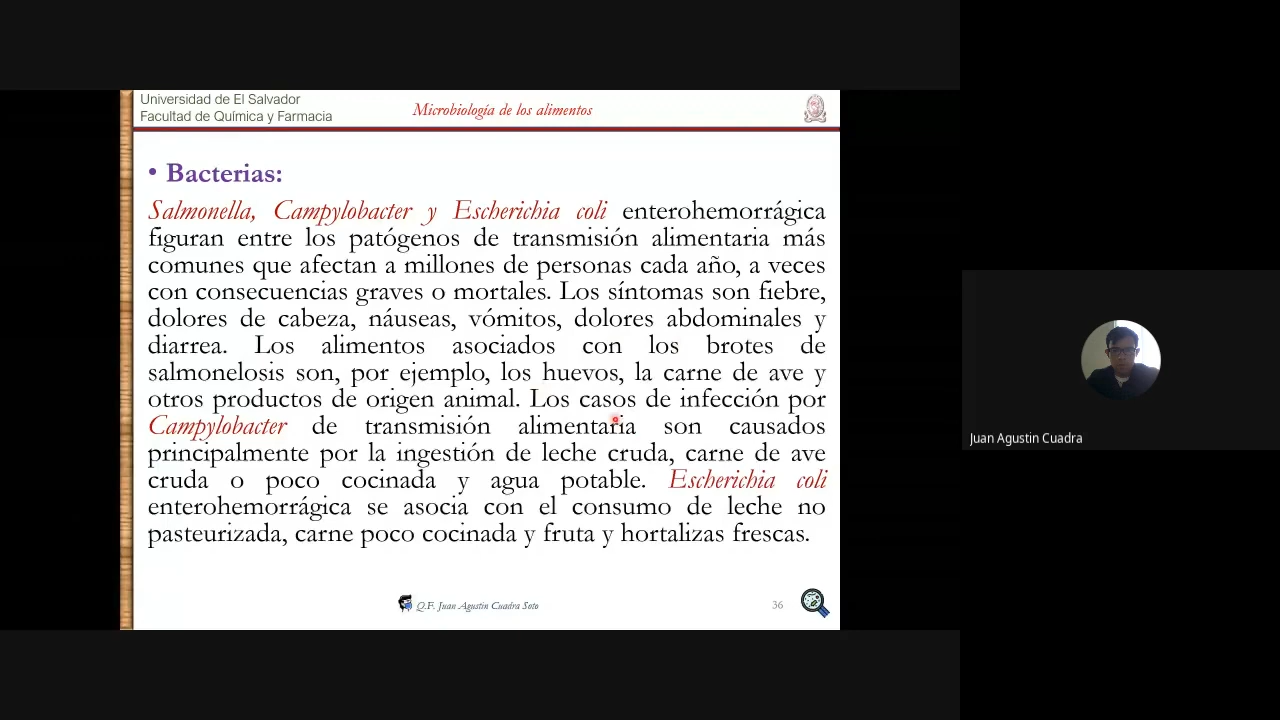 Universidad de El Salvador
Facultad de Química y Farmacia
Microbiología de los alimentos
• Bacterias:
Salmonella, Campylobacter y Escherichia coli enterohemorrágica
figuran entre los patógenos de transmisión alimentaria más
comunes que afectan a millones de personas cada año, a veces
con consecuencias graves o mortales. Los síntomas son fiebre,
dolores de cabeza, náuseas, vómitos, dolores abdominales y
diarrea. Los alimentos asociados con los brotes de
salmonelosis son, por ejemplo, los huevos, la carne de ave y
otros productos de origen animal. Los casos de infección por
Campylobacter de transmisión alimentaria son causados
principalmente por la ingestión de leche cruda, carne de ave
cruda o poco cocinada y agua potable. Escherichia coli
enterohemorrágica se asocia con el consumo de leche no
pasteurizada, carne poco cocinada y fruta y hortalizas frescas.
Q.F. Juan Agustín Cuadra Soto
36
Juan Agustin Cuadra